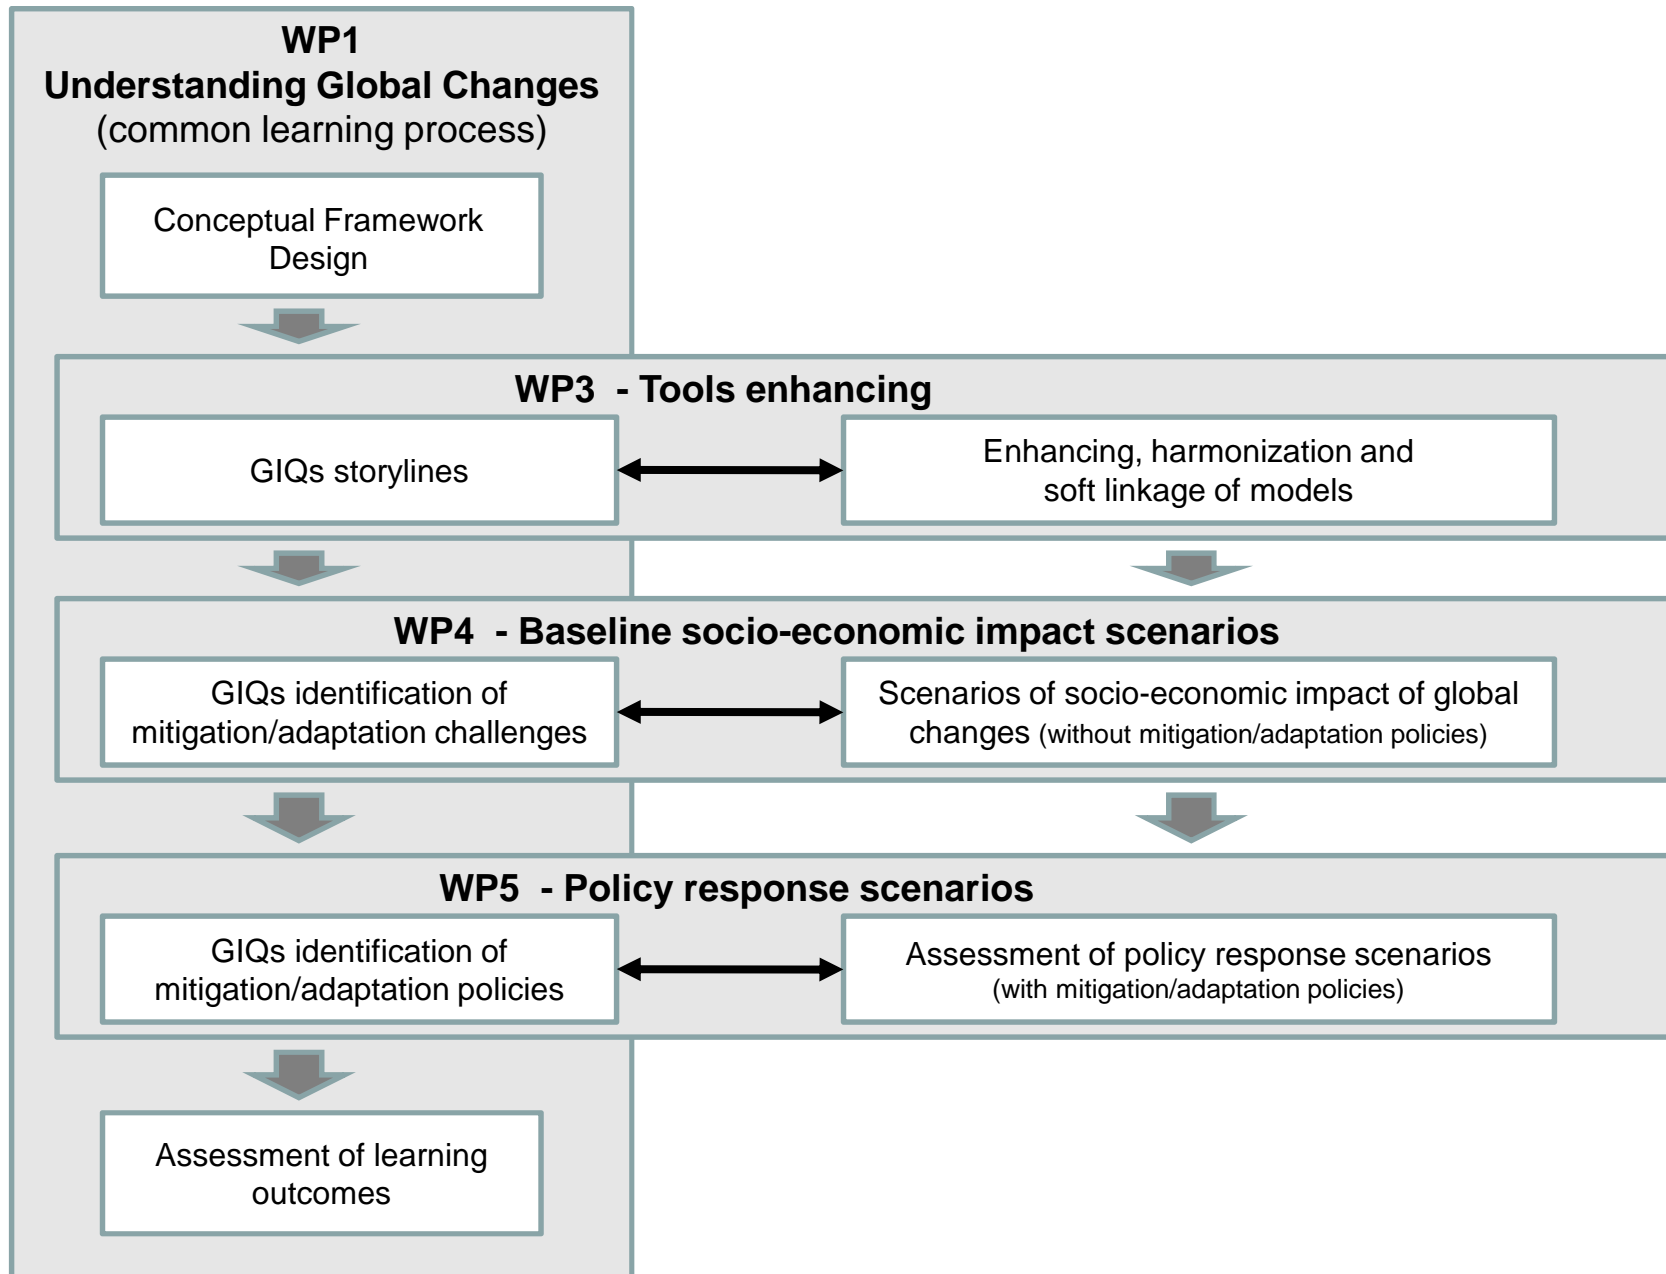 WP1
Understanding Global Changes
(common learning process)
Conceptual Framework
Design
WP3 - Tools enhancing
GIQs storylines
Enhancing, harmonization and
soft linkage of models
WP4 - Baseline socio-economic impact scenarios
GIQs identification of
mitigation/adaptation challenges
Scenarios of socio-economic impact of global
changes (without mitigation/adaptation policies)
WP5 - Policy response scenarios
GIQs identification of
mitigation/adaptation policies
Assessment of policy response scenarios
(with mitigation/adaptation policies)
Assessment of learning
outcomes